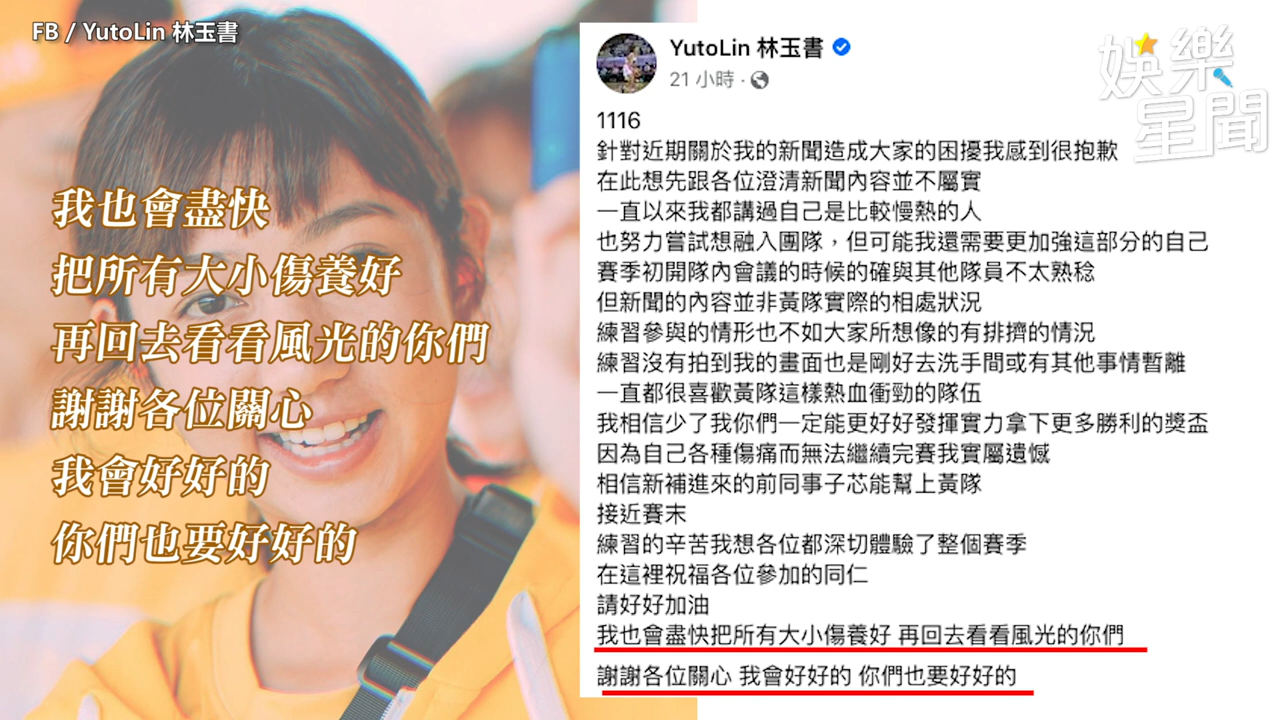 FB / YutoLin 林玉書
娛樂
星聞
我也會盡快
把所有大小傷養好
再回去看看風光的你們
謝謝各位關心
我會好好的
你們也要好好的
YutoLin 林玉書
21 小時
1116
針對近期關於我的新聞造成大家的困擾我感到很抱歉
在此想先跟各位澄清新聞內容並不屬實
一直以來我都講過自己是比較慢熱的人
也努力嘗試想融入團隊，但可能我還需要更加強這部分的自己
賽季初開隊內會議的時候的確與其他隊員不太熟稔
但新聞的內容並非黃隊實際的相處狀況
練習參與的情形也不如大家所想像的有排擠的情況
練習沒有拍到我的畫面也是剛好去洗手間或有其他事情暫離
一直都很喜歡黃隊這樣熱血衝勁的隊伍
我相信少了我你們一定能更好好發揮實力拿下更多勝利的獎盃
因為自己各種傷痛而無法繼續完賽我實屬遺憾
相信新補進來的前同事子芯能幫上黃隊
接近賽末
練習的辛苦我想各位都深切體驗了整個賽季
在這裡祝福各位參加的同仁
請好好加油
我也會盡快把所有大小傷養好 再回去看看風光的你們
謝謝各位關心 我會好好的 你們也要好好的